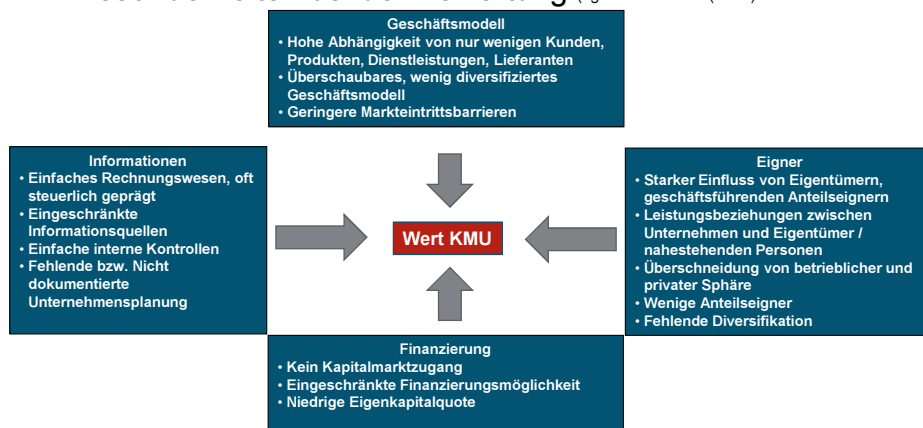 Geschäftsmodell
• Hohe Abhängigkeit von nur wenigen Kunden,
Produkten, Dienstleistungen, Lieferanten
• Überschaubares, wenig diversifiziertes
Geschäftsmodell
• Geringere Markteintrittsbarrieren
Informationen
• Einfaches Rechnungswesen, oft
steuerlich geprägt
• Eingeschränkte
Informationsquellen
• Einfache interne Kontrollen
• Fehlende bzw. Nicht
dokumentierte
Unternehmensplanung
Wert KMU
Eigner
• Starker Einfluss von Eigentümern,
geschäftsführenden Anteilseignern
• Leistungsbeziehungen zwischen
Unternehmen und Eigentümer /
nahestehenden Personen
• Überschneidung von betrieblicher und
privater Sphäre
• Wenige Anteilseigner
• Fehlende Diversifikation
Finanzierung
• Kein Kapitalmarktzugang
• Eingeschränkte Finanzierungsmöglichkeit
• Niedrige Eigenkapitalquote